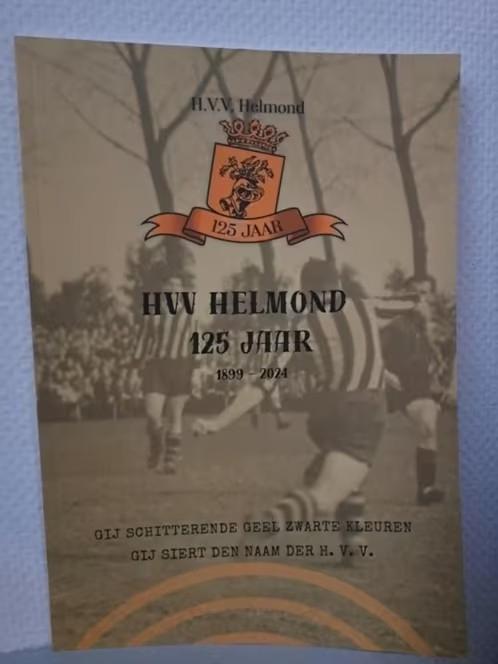 H.V.V. Helmond
125 JAAR
HVV HELMOND
125 JAAR
1899 - 2024
GIJ SCHITTERENDE GEEL ZWARTE KLEUREN
GIJ SIERT DEN NAAM DER H. V. V.